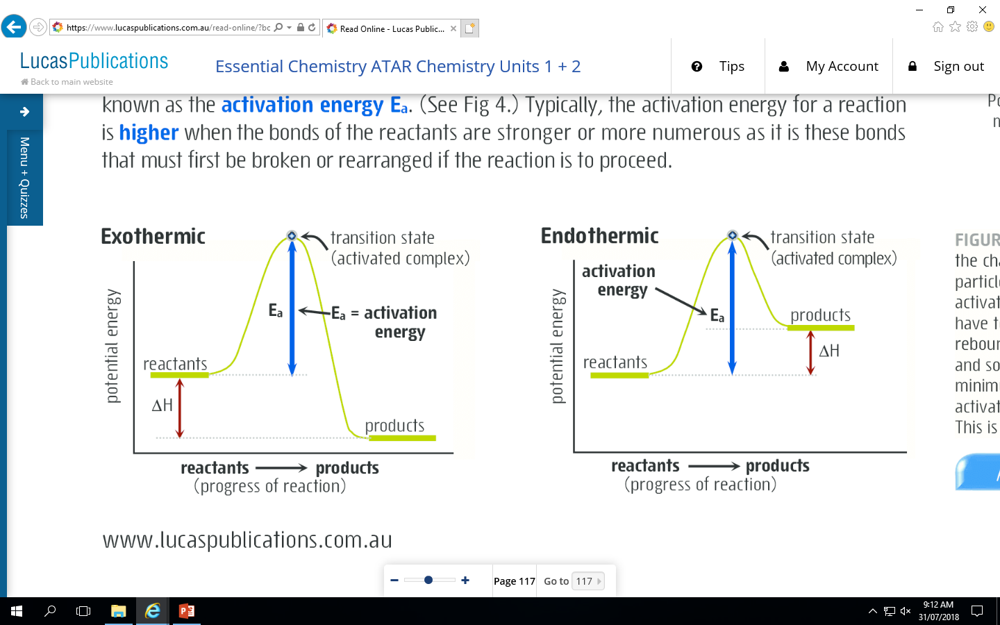 https://www.lucaspublications.com.au/read-online/?bc
Read Online - Lucas Public...
LucasPublications
Back to main website
Essential Chemistry ATAR Chemistry Units 1 + 2
Tips
My Account
Sign out
Menu + Quizzes
known as the activation energy Ea. (See Fig 4.) Typically, the activation energy for a reaction
is higher when the bonds of the reactants are stronger or more numerous as it is these bonds
that must first be broken or rearranged if the reaction is to proceed.
Exothermic
transition state
(activated complex)
potential energy
Ea
Ea = activation
energy
reactants
ΔH
products
reactants → products
(progress of reaction)
Endothermic
transition state
(activated complex)
activation
energy
potential energy
Ea
products
ΔH
reactants
reactants → products
(progress of reaction)
FIGUR
the cha
particle
activat
have to
rebour
and so
minim
activat
This is
www.lucaspublications.com.au
Page 117
Go to 117
9:12 AM
31/07/2018